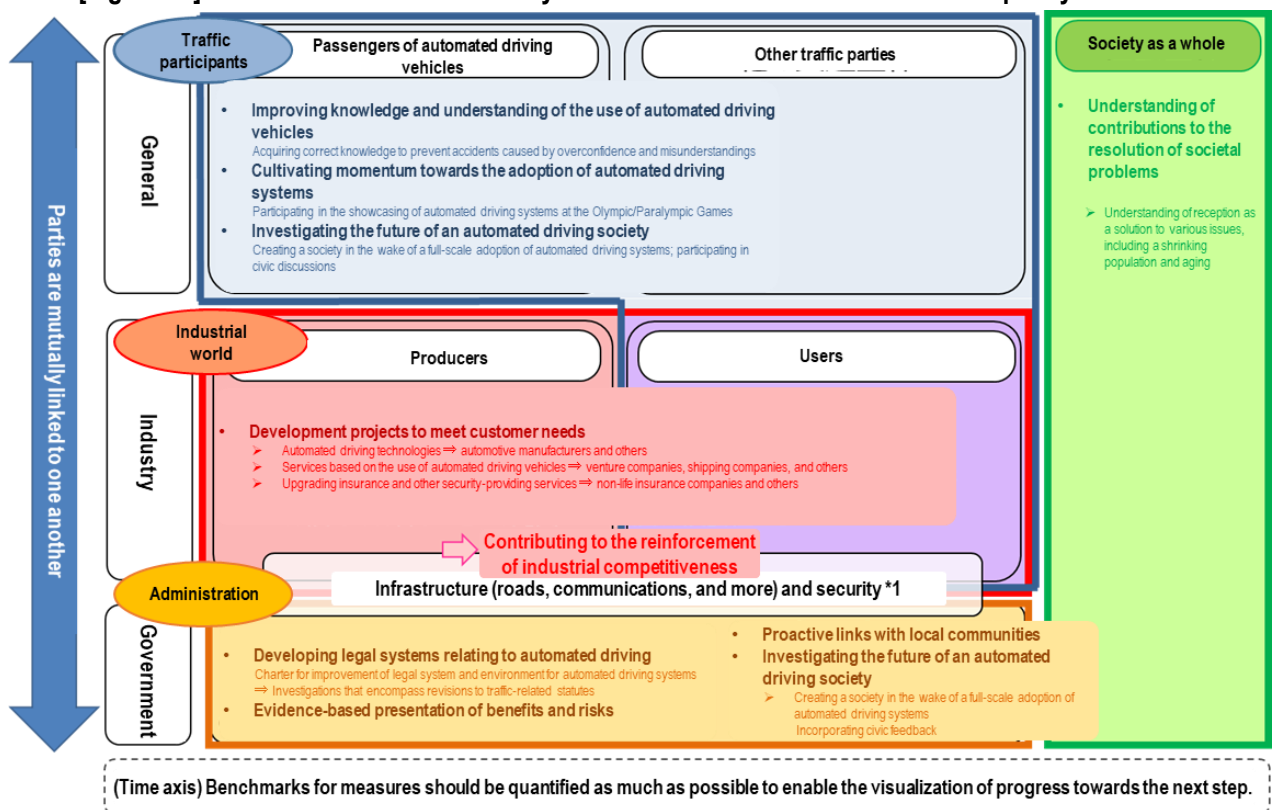 Parties are mutually linked to one another
General
Traffic
participants
Passengers of automated driving
vehicles
Other traffic parties
• Improving knowledge and understanding of the use of automated driving
vehicles
Acquiring correct knowledge to prevent accidents caused by overconfidence and misunderstandings
• Cultivating momentum towards the adoption of automated driving
systems
Participating in the showcasing of automated driving systems at the Olympic/Paralympic Games
• Investigating the future of an automated driving society
Creating a society in the wake of a full-scale adoption of automated driving systems; participating in
civic discussions
Society as a whole
• Understanding of
contributions to the
resolution of societal
problems
➢ Understanding of reception as
a solution to various issues,
including a shrinking
population and aging
Industry
Industrial
world
Producers
Users
• Development projects to meet customer needs
➢ Automated driving technologies ⇒ automotive manufacturers and others
➢ Services based on the use of automated driving vehicles ⇒ venture companies, shipping companies, and others
➢ Upgrading insurance and other security-providing services ⇒ non-life insurance companies and others
Contributing to the reinforcement
of industrial competitiveness
Infrastructure (roads, communications, and more) and security *1
Government
Administration
• Developing legal systems relating to automated driving
Charter for improvement of legal system and environment for automated driving systems
⇒ Investigations that encompass revisions to traffic-related statutes
• Evidence-based presentation of benefits and risks
• Proactive links with local communities
• Investigating the future of an automated
driving society
➢ Creating a society in the wake of a full-scale adoption of
automated driving systems
Incorporating civic feedback
(Time axis) Benchmarks for measures should be quantified as much as possible to enable the visualization of progress towards the next step.